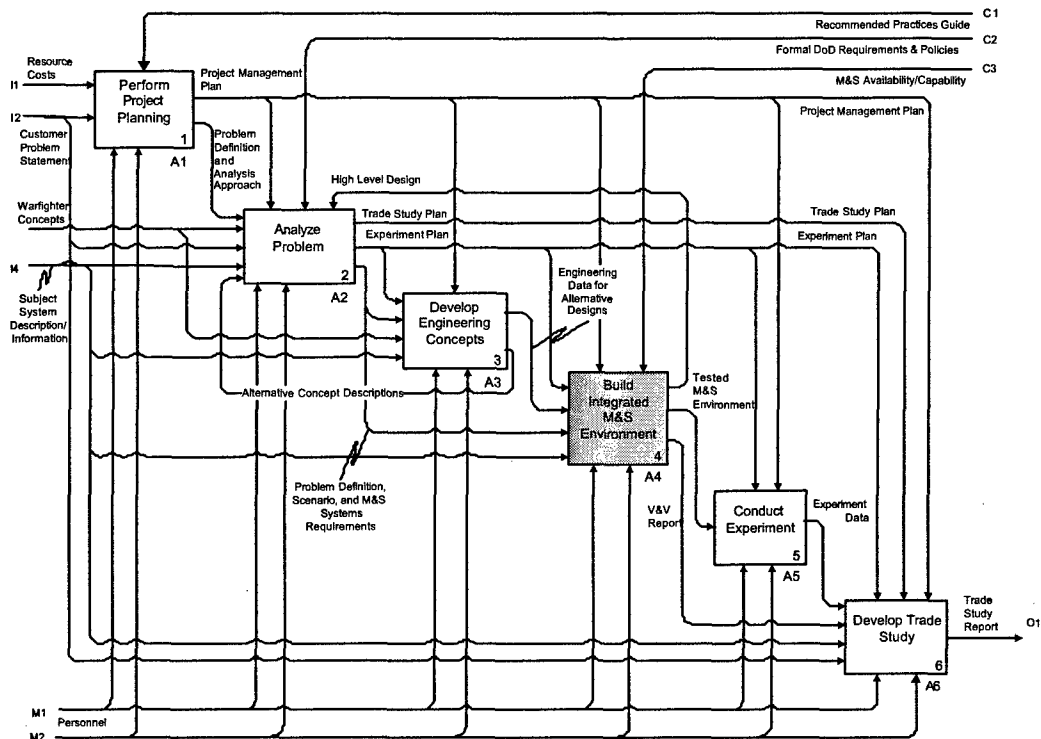 C1
Recommended Practices Guide
C2
Formal DoD Requirements & Policies
C3
M&S Availability/Capability
Resource
Costs
I1
I2
Perform
Project
Planning
1
A1
Project Management
Plan
Project Management Plan
Customer
Problem
Statement
Problem
Definition
and
Analysis
Approach
High Level Design
Warfighter
Concepts
Analyze
Problem
2
A2
Trade Study Plan
Trade Study Plan
Experiment Plan
Experiment Plan
I4
Subject
System
Description/
Information
Engineering
Data for
Alternative
Designs
Develop
Engineering
Concepts
3
A3
Alternative Concept Descriptions
Build
Integrated
M&S
Environment
4
A4
Tested
M&S
Environment
Problem Definition,
Scenario, and M&S
Systems
Requirements
V&V
Report
Conduct
Experiment
5
A5
Experiment
Data
Develop Trade
Study
6
A6
Trade
Study
Report
O1
M1
Personnel
M2